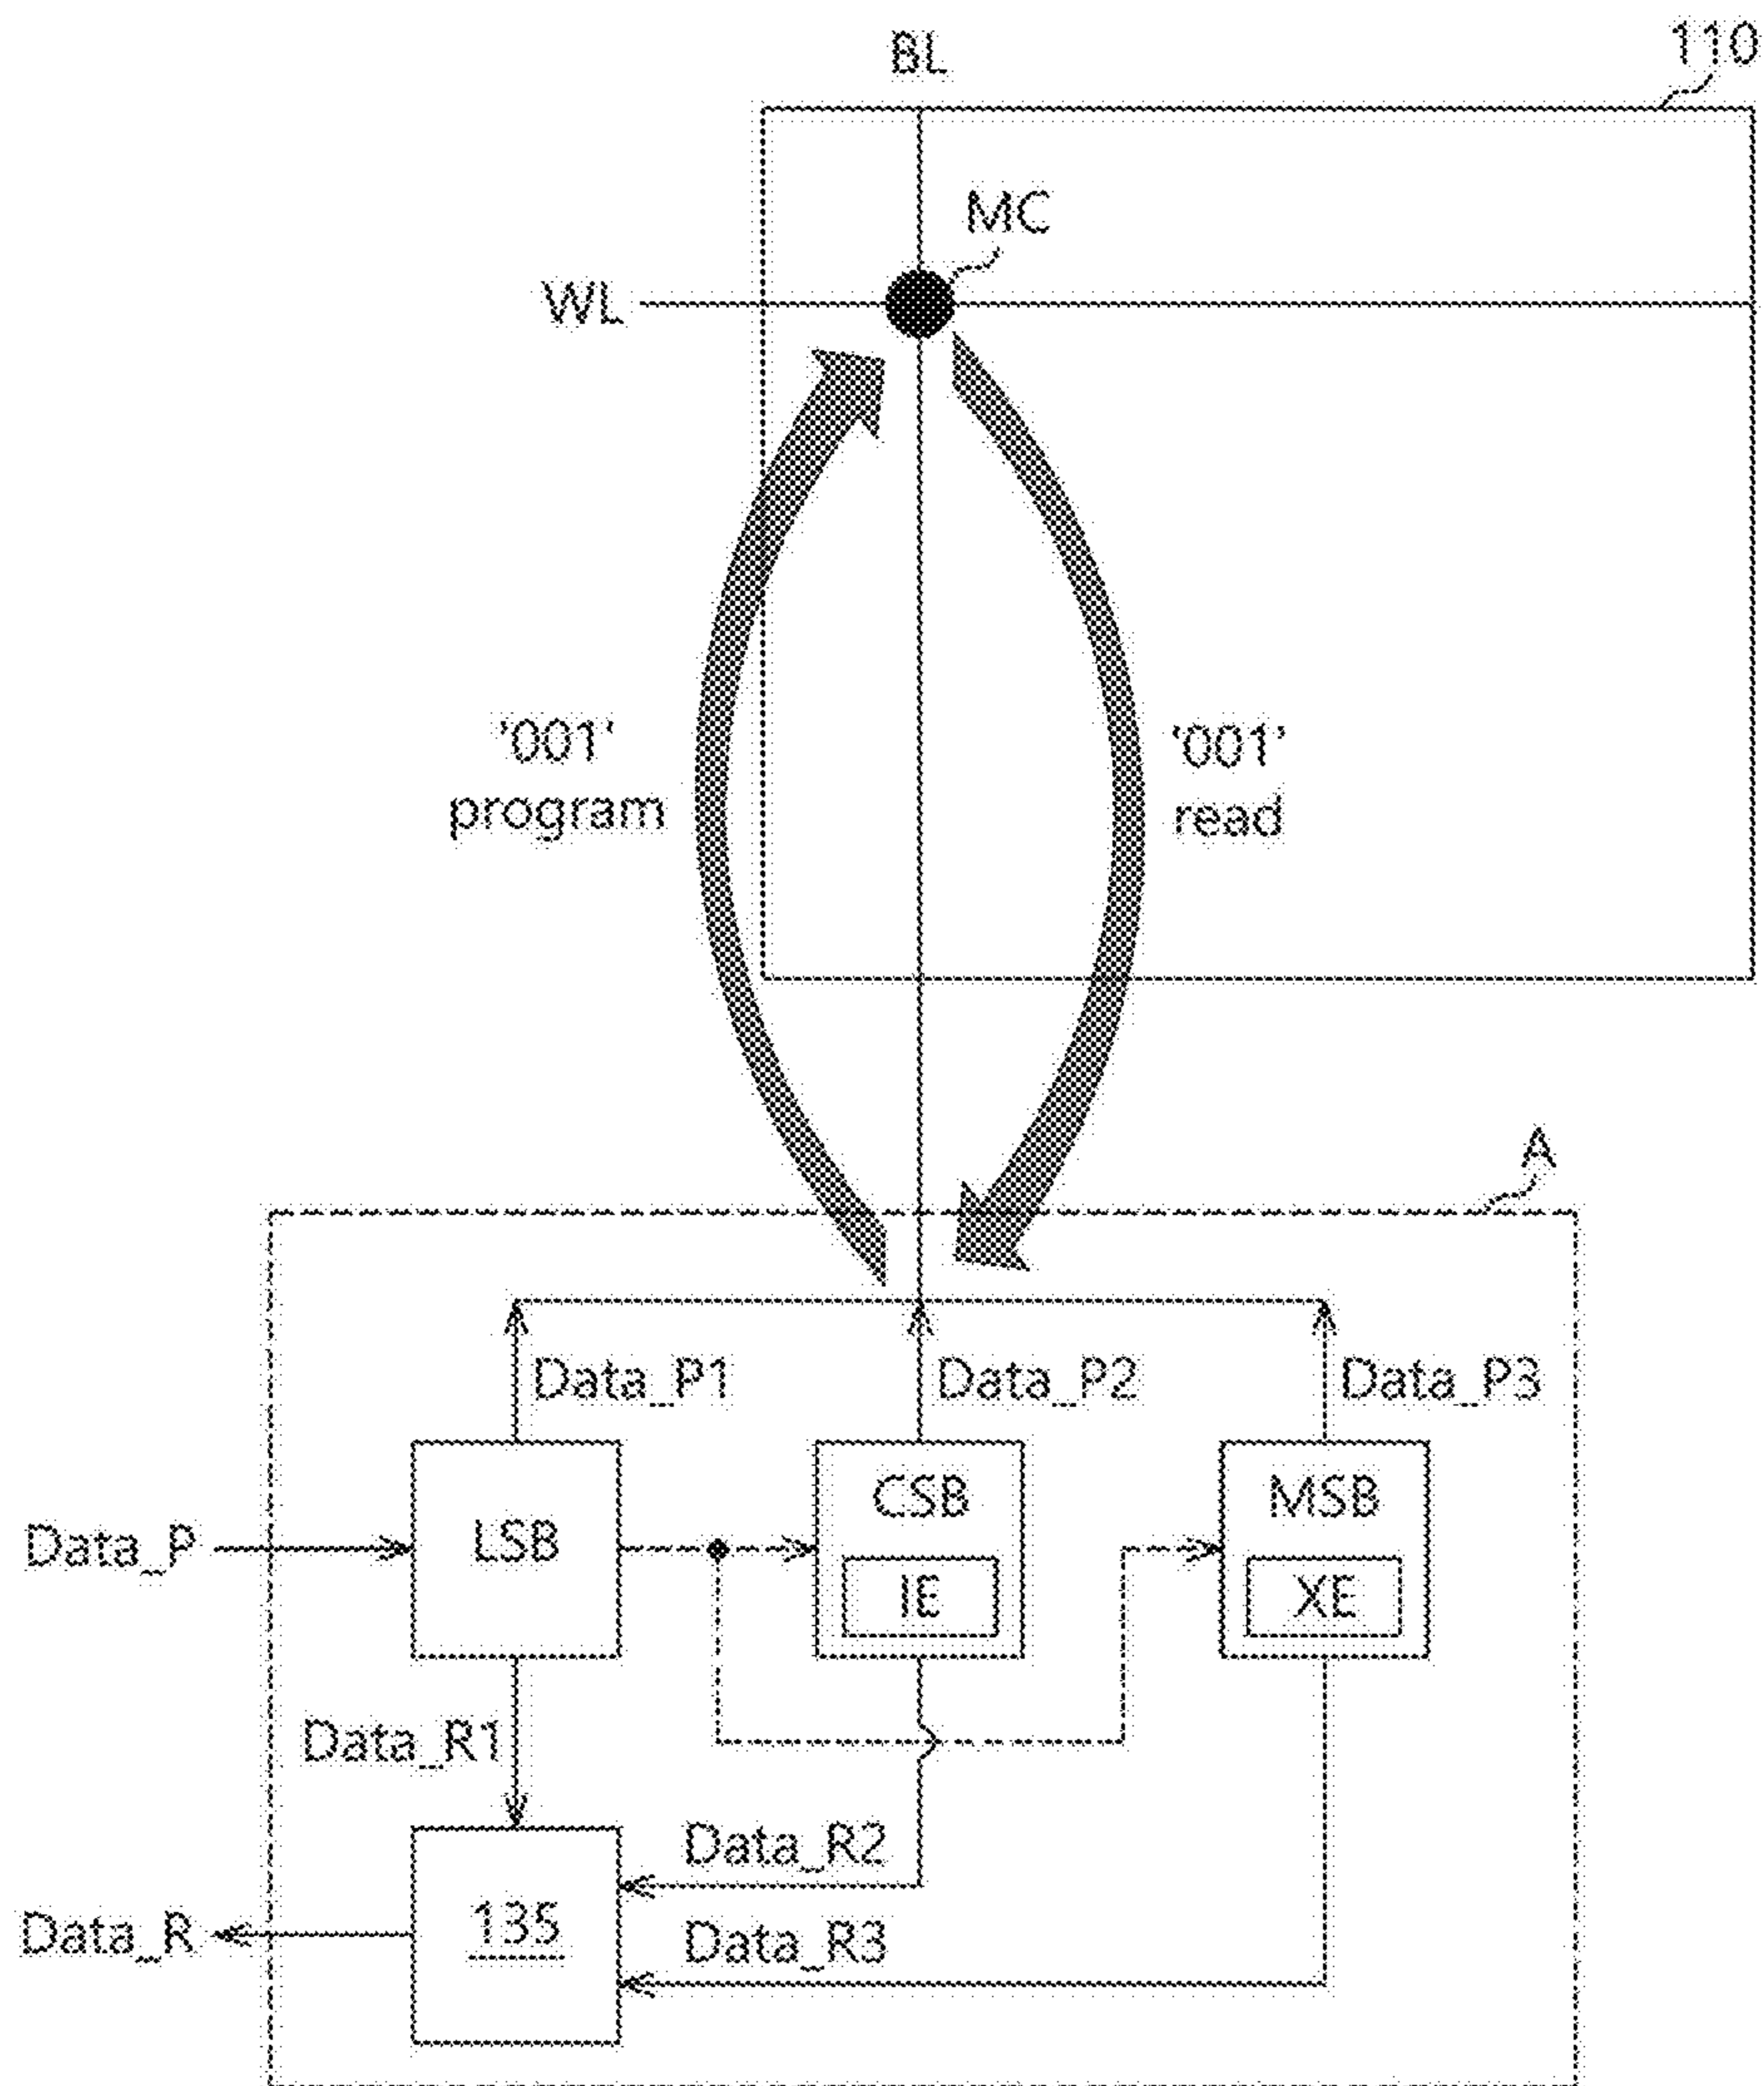 BL
110
MC
WL
'001'
program
'001'
read
A
Data_P1
Data_P2
Data_P3
Data_P
LSB
CSB
IE
MSB
XE
Data_R1
Data_R2
Data_R
135
Data_R3